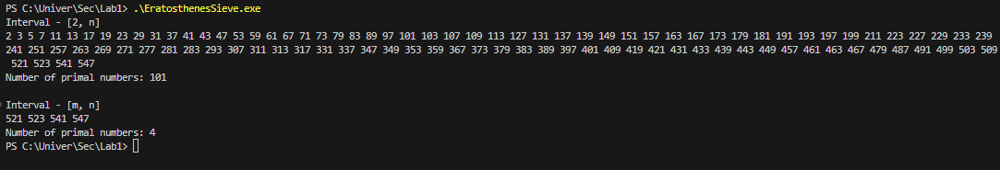 PS C:\Univer\Sec\Lab1> .\EratosthenesSieve.exe
Interval - [2, n]
2 3 5 7 11 13 17 19 23 29 31 37 41 43 47 53 59 61 67 71 73 79 83 89 97 101 103 107 109 113 127 131 137 139 149 151 157 163 167 173 179 181 191 193 197 199 211 223 227 229 233 239
241 251 257 263 269 271 277 281 283 293 307 311 313 317 331 337 347 349 353 359 367 373 379 383 389 397 401 409 419 421 431 433 439 443 449 457 461 463 467 479 487 491 499 503 509
521 523 541 547
Number of primal numbers: 101
Interval - [m, n]
521 523 541 547
Number of primal numbers: 4
PS C:\Univer\Sec\Lab1>